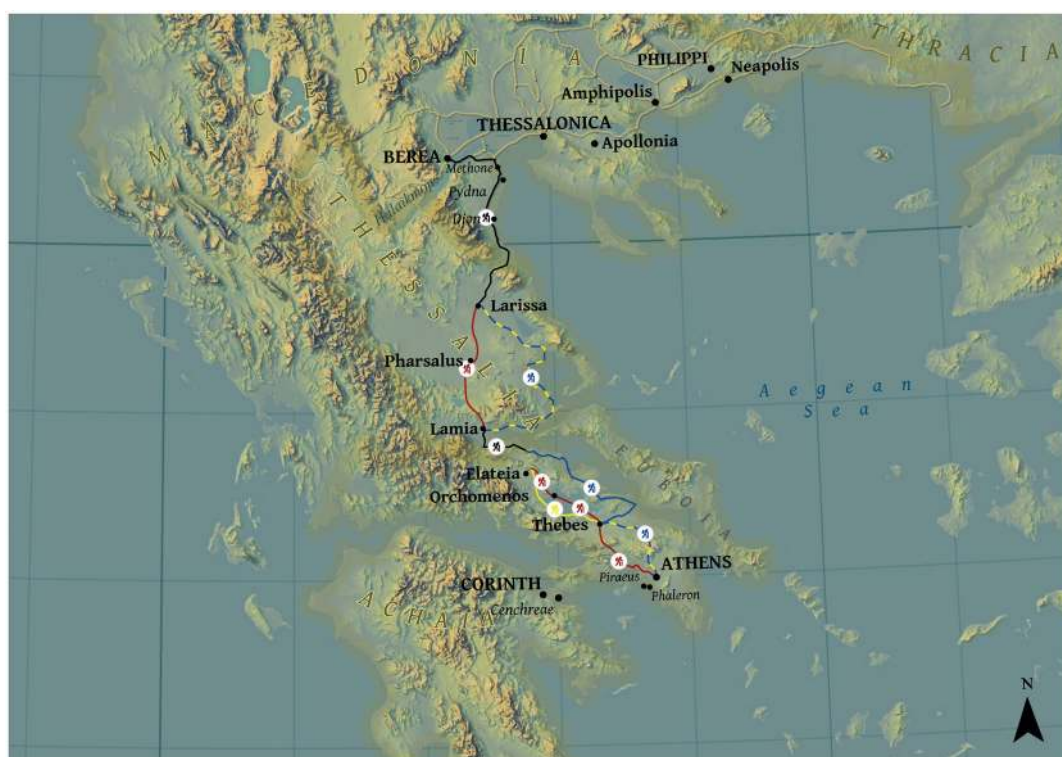 THRACIA
MACEDONIA
PHILIPPI
Neapolis
Amphipolis
THESSALONICA
Apollonia
BEREA
Methone
Pydna
Dion
THESSALIA
Larissa
Pharsalus
Aegean
Sea
Lamia
EUBOIA
Elateia
Orchomenos
Thebes
ATHENS
Piraeus
Phaleron
CORINTH
Cenchreae
ACHAIA
N